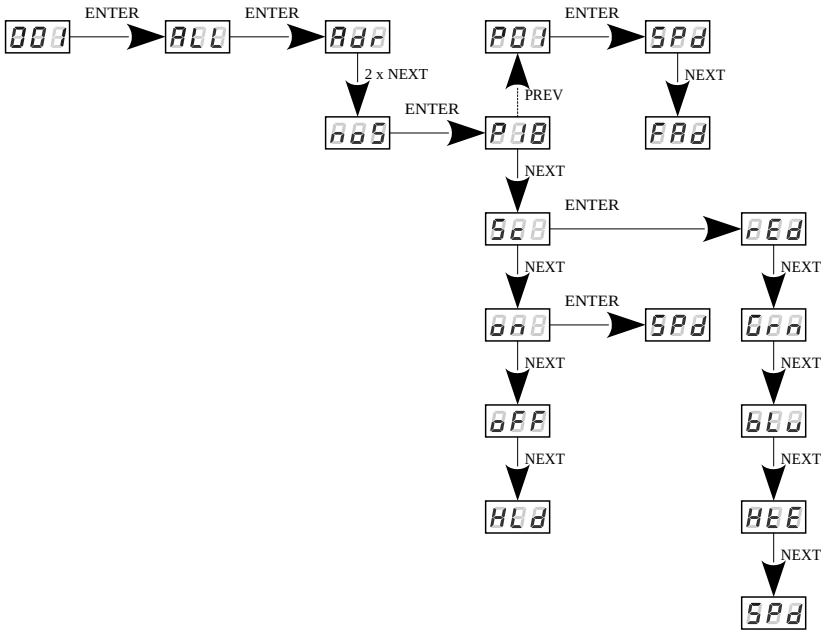 ENTER ENTER ENTER
001 ALL Adr P01 SPd
2 x NEXT PREV NEXT
ENTER
noS P18 FAd
NEXT
ENTER
Sc rEd
NEXT NEXT
ENTER
on SPd Grn
NEXT NEXT
oFF bLu
NEXT NEXT
HLd HtE
NEXT
SPd